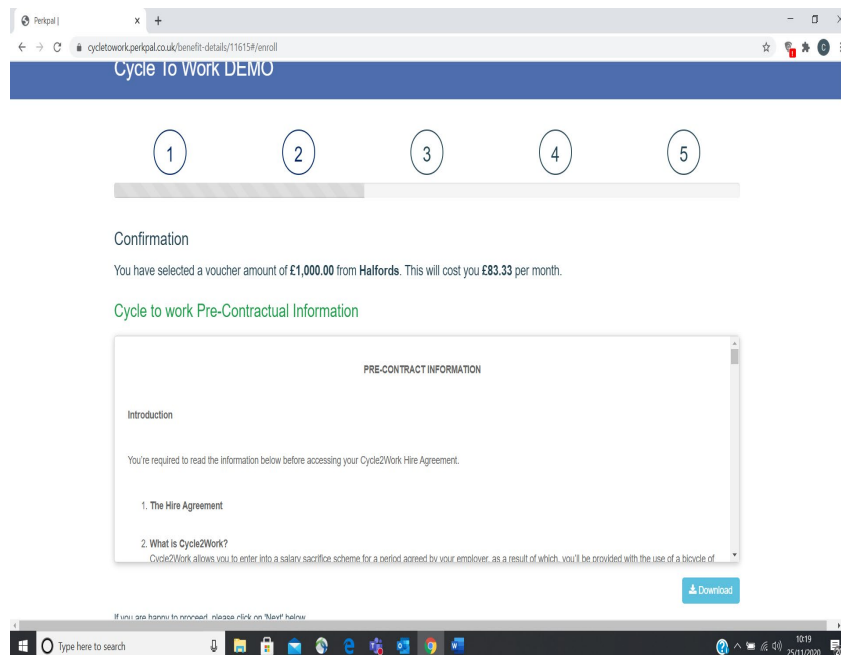 Perkpal |
cycletowork.perkpal.co.uk/benefit-details/11615#/enroll
C
Cycle To Work DEMO
1 2 3 4 5
Confirmation
You have selected a voucher amount of £1,000.00 from Halfords. This will cost you £83.33 per month.
Cycle to work Pre-Contractual Information
PRE-CONTRACT INFORMATION
Introduction
You're required to read the information below before accessing your Cycle2Work Hire Agreement.
1. The Hire Agreement
2. What is Cycle2Work?
Cycle2Work allows you to enter into a salary sacrifice scheme for a period agreed by your employer, as a result of which, you'll be provided with the use of a bicycle of
Download
If you are happy to proceed, please click on 'Next' below
Type here to search
10:19
25/11/2020